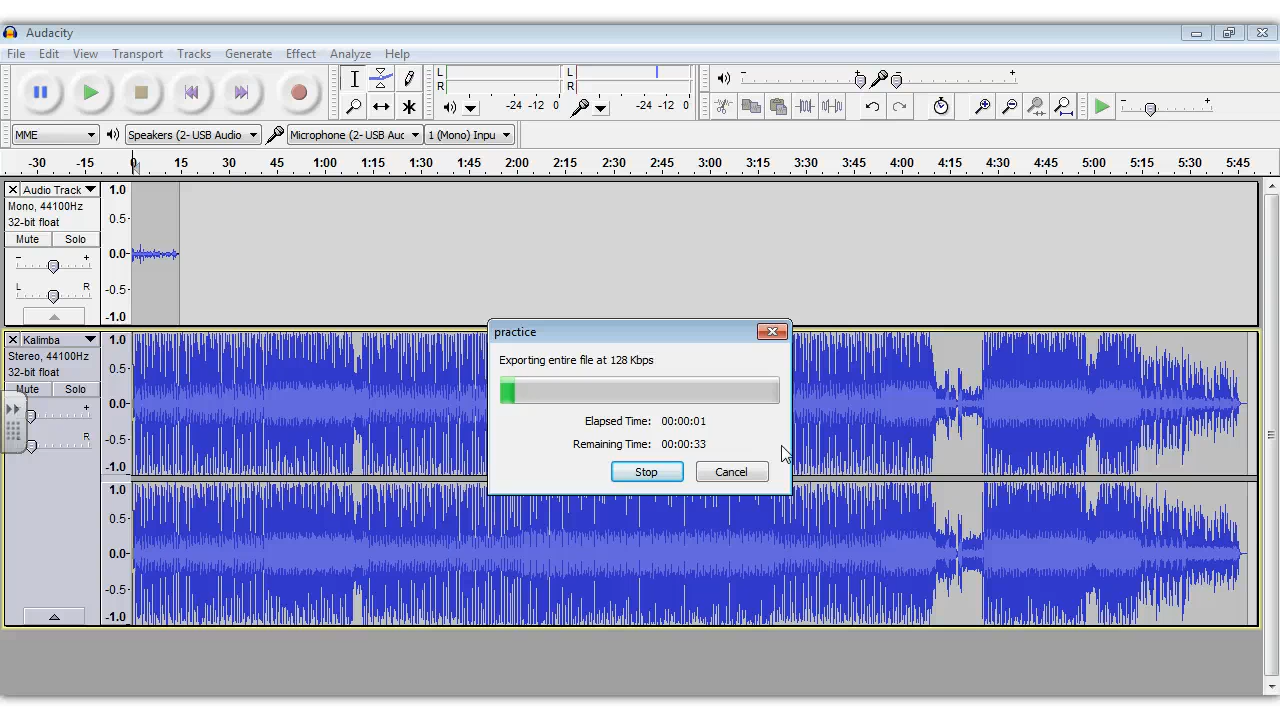 Audacity
File Edit View Transport Tracks Generate Effect Analyze Help
L
R
-24 -12 0
L
R
-24 -12 0
MME Speakers (2- USB Audio Microphone (2- USB Auc 1 (Mono) Inpu
-30 -15 0 15 30 45 1:00 1:15 1:30 1:45 2:00 2:15 2:30 2:45 3:00 3:15 3:30 3:45 4:00 4:15 4:30 4:45 5:00 5:15 5:30 5:45
Audio Track
Mono, 44100Hz
32-bit float
Mute Solo
- +
L R
1.0
0.5
0.0
-0.5
-1.0
Kalimba
Stereo, 44100Hz
32-bit float
Mute Solo
+
R
1.0
0.5
0.0
-0.5
-1.0
1.0
0.5
0.0
-0.5
-1.0
practice
Exporting entire file at 128 Kbps
Elapsed Time: 00:00:01
Remaining Time: 00:00:33
Stop Cancel